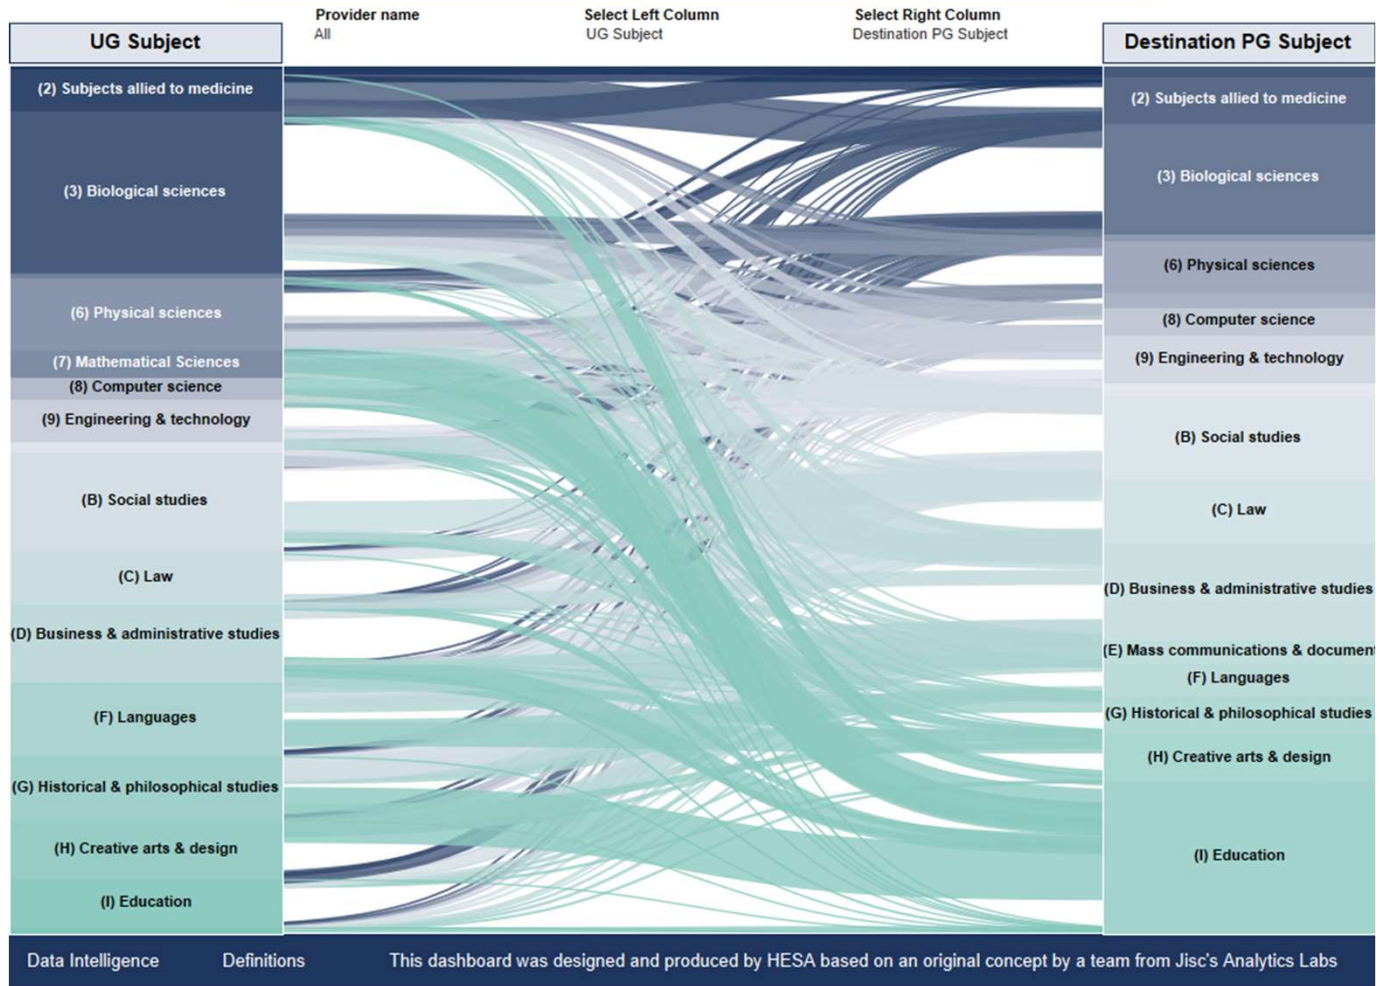 Provider name
All
Select Left Column
UG Subject
Select Right Column
Destination PG Subject
UG Subject
(2) Subjects allied to medicine
(3) Biological sciences
(6) Physical sciences
(7) Mathematical Sciences
(8) Computer science
(9) Engineering & technology
(B) Social studies
(C) Law
(D) Business & administrative studies
(F) Languages
(G) Historical & philosophical studies
(H) Creative arts & design
(I) Education
Destination PG Subject
(2) Subjects allied to medicine
(3) Biological sciences
(6) Physical sciences
(8) Computer science
(9) Engineering & technology
(B) Social studies
(C) Law
(D) Business & administrative studies
(E) Mass communications & documen
(F) Languages
(G) Historical & philosophical studies
(H) Creative arts & design
(I) Education
Data Intelligence
Definitions
This dashboard was designed and produced by HESA based on an original concept by a team from Jisc's Analytics Labs